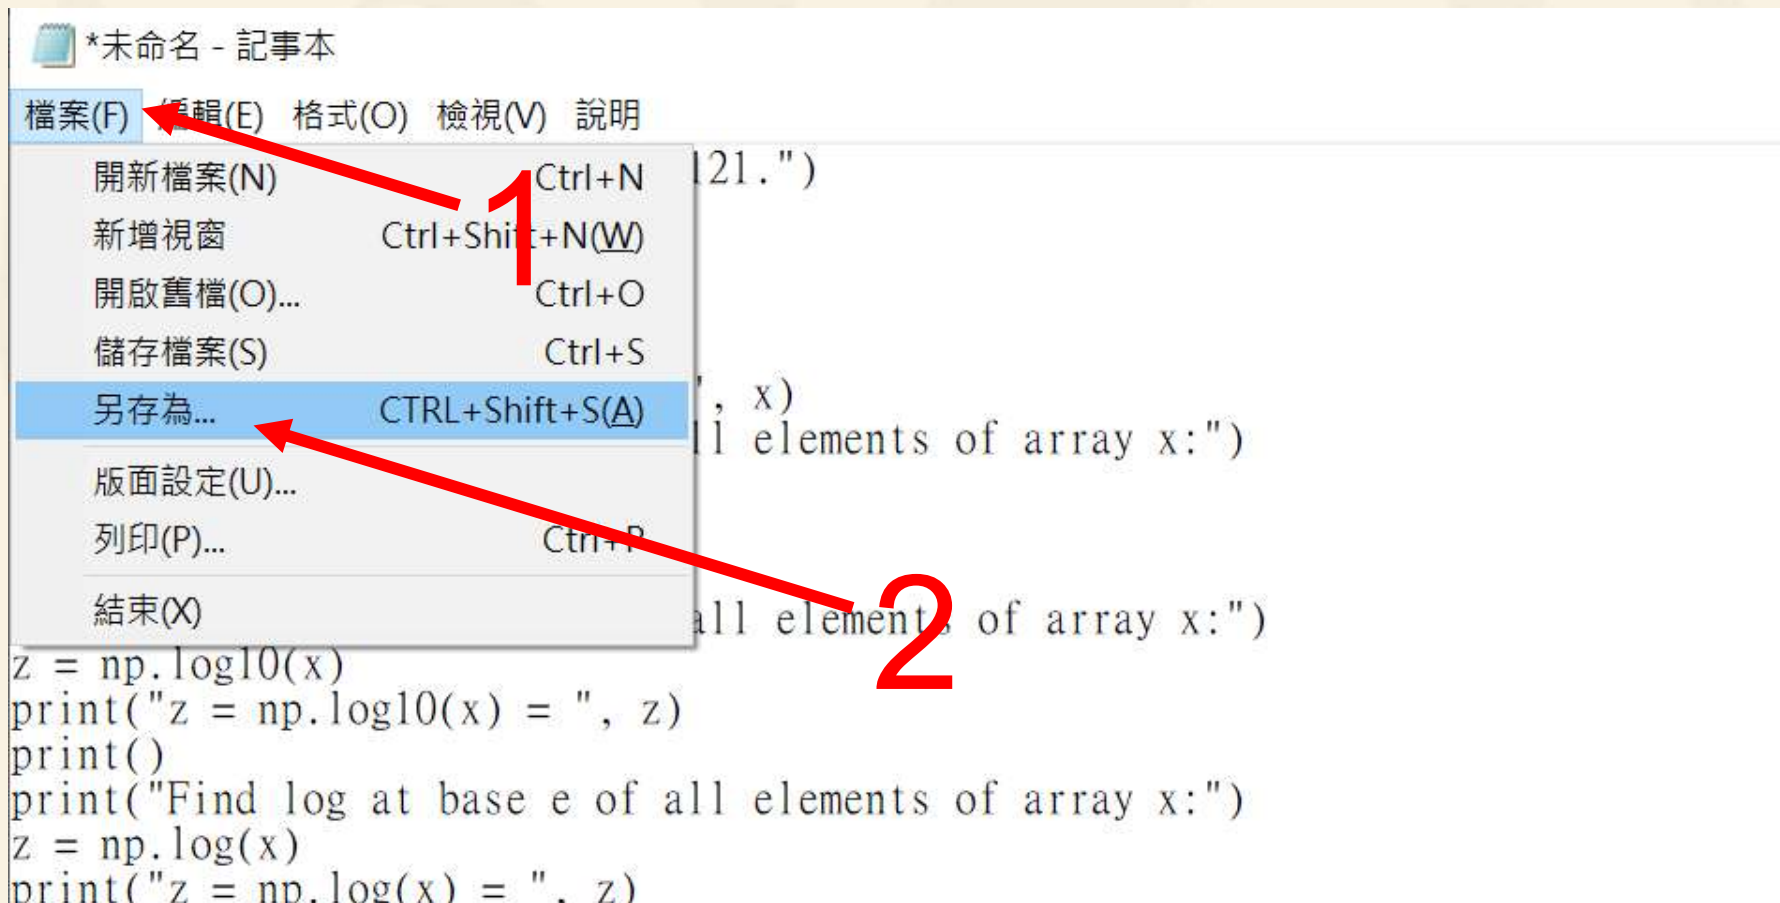 *未命名 - 記事本
檔案(F) 編輯(E) 格式(O) 檢視(V) 說明
開新檔案(N) Ctrl+N
新增視窗 Ctrl+Shift+N(W)
開啟舊檔(O)... Ctrl+O
儲存檔案(S) Ctrl+S
另存為... CTRL+Shift+S(A)
版面設定(U)...
列印(P)... Ctrl+P
結束(X)
1
2
121.")
', x)
ll elements of array x:")
all elements of array x:")
z = np.log10(x)
print("z = np.log10(x) = ", z)
print()
print("Find log at base e of all elements of array x:")
z = np.log(x)
print("z = np.log(x) = ", z)